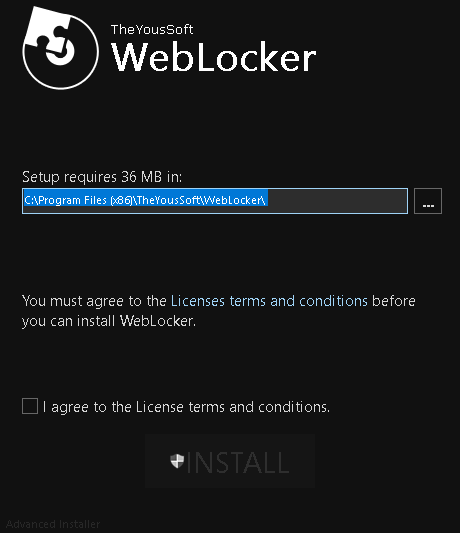 TheYousSoft
WebLocker
Setup requires 36 MB in:
C:\Program Files (x86)\TheYousSoft\WebLocker\
...
You must agree to the Licenses terms and conditions before
you can install WebLocker.
I agree to the License terms and conditions.
INSTALL
Advanced Installer